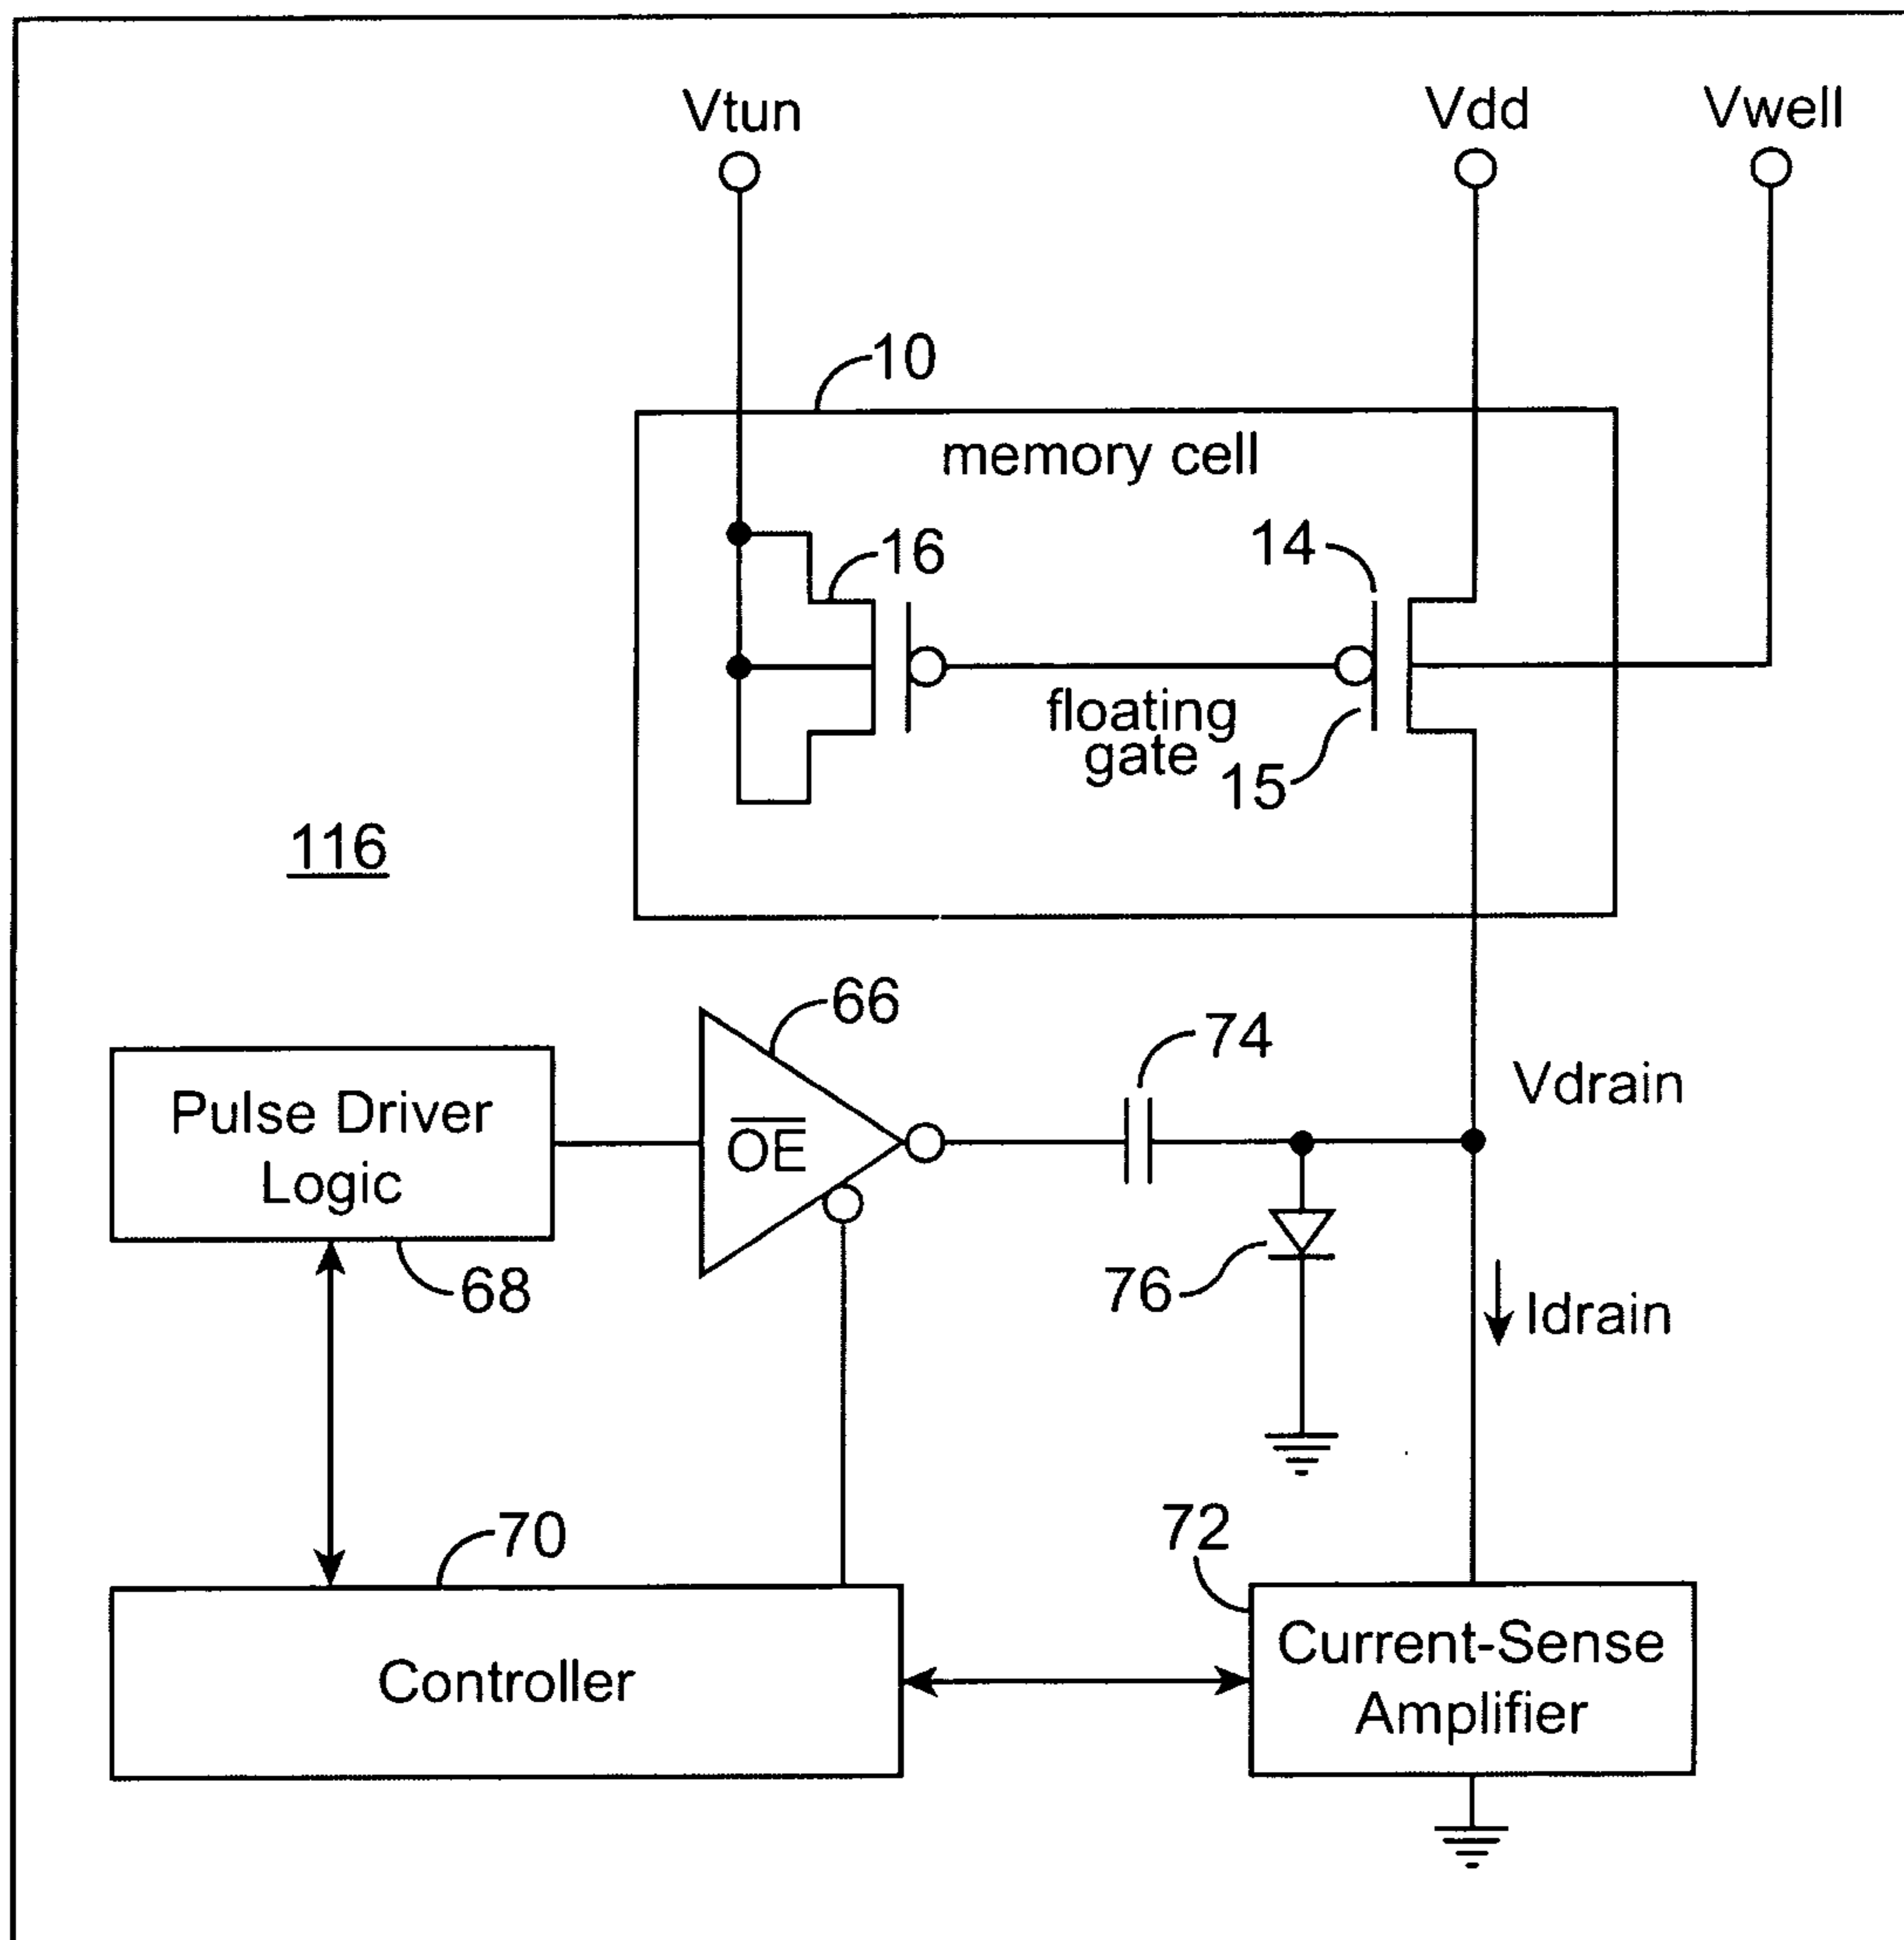 Vtun
Vdd
Vwell
10
memory cell
16
14
floating
gate
15
116
66
74
Vdrain
Pulse Driver
Logic
O̅E̅
68
76
Idrain
70
72
Controller
Current-Sense
Amplifier